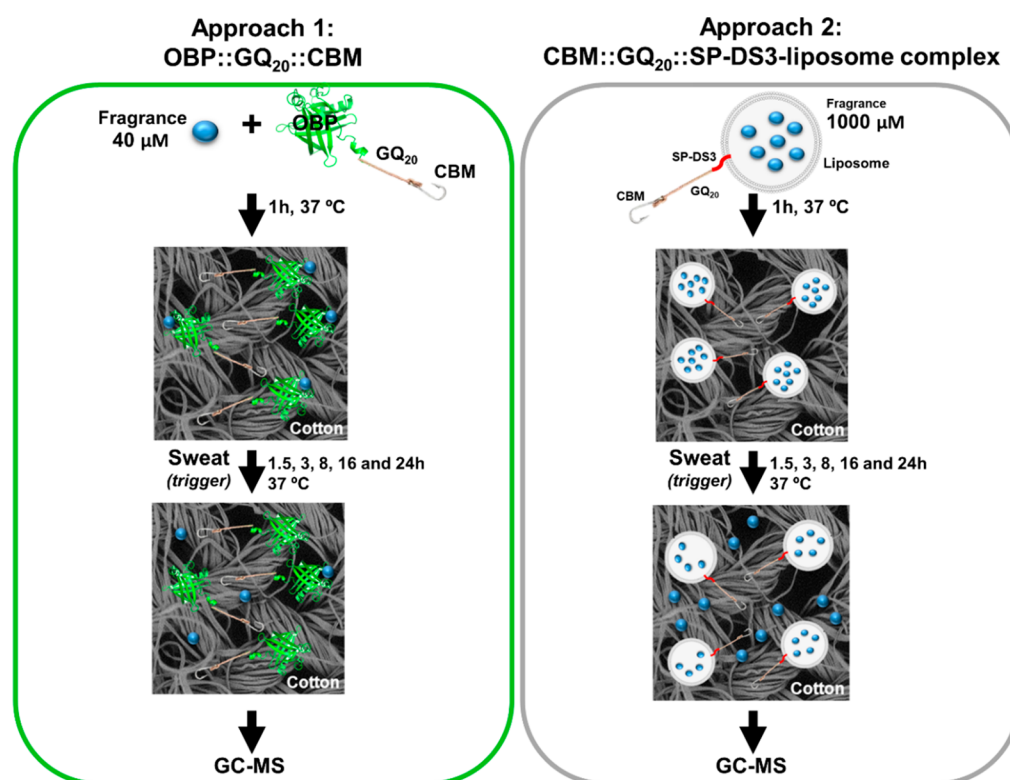 Approach 1:
OBP::GQ20::CBM
Fragrance
40 µM
+
OBP
GQ20
CBM
1h, 37 ºC
Cotton
Sweat
(trigger)
1.5, 3, 8, 16 and 24h
37 ºC
Cotton
GC-MS
Approach 2:
CBM::GQ20::SP-DS3-liposome complex
Fragrance
1000 µM
SP-DS3
Liposome
CBM
GQ20
1h, 37 ºC
Cotton
Sweat
(trigger)
1.5, 3, 8, 16 and 24h
37 ºC
Cotton
GC-MS